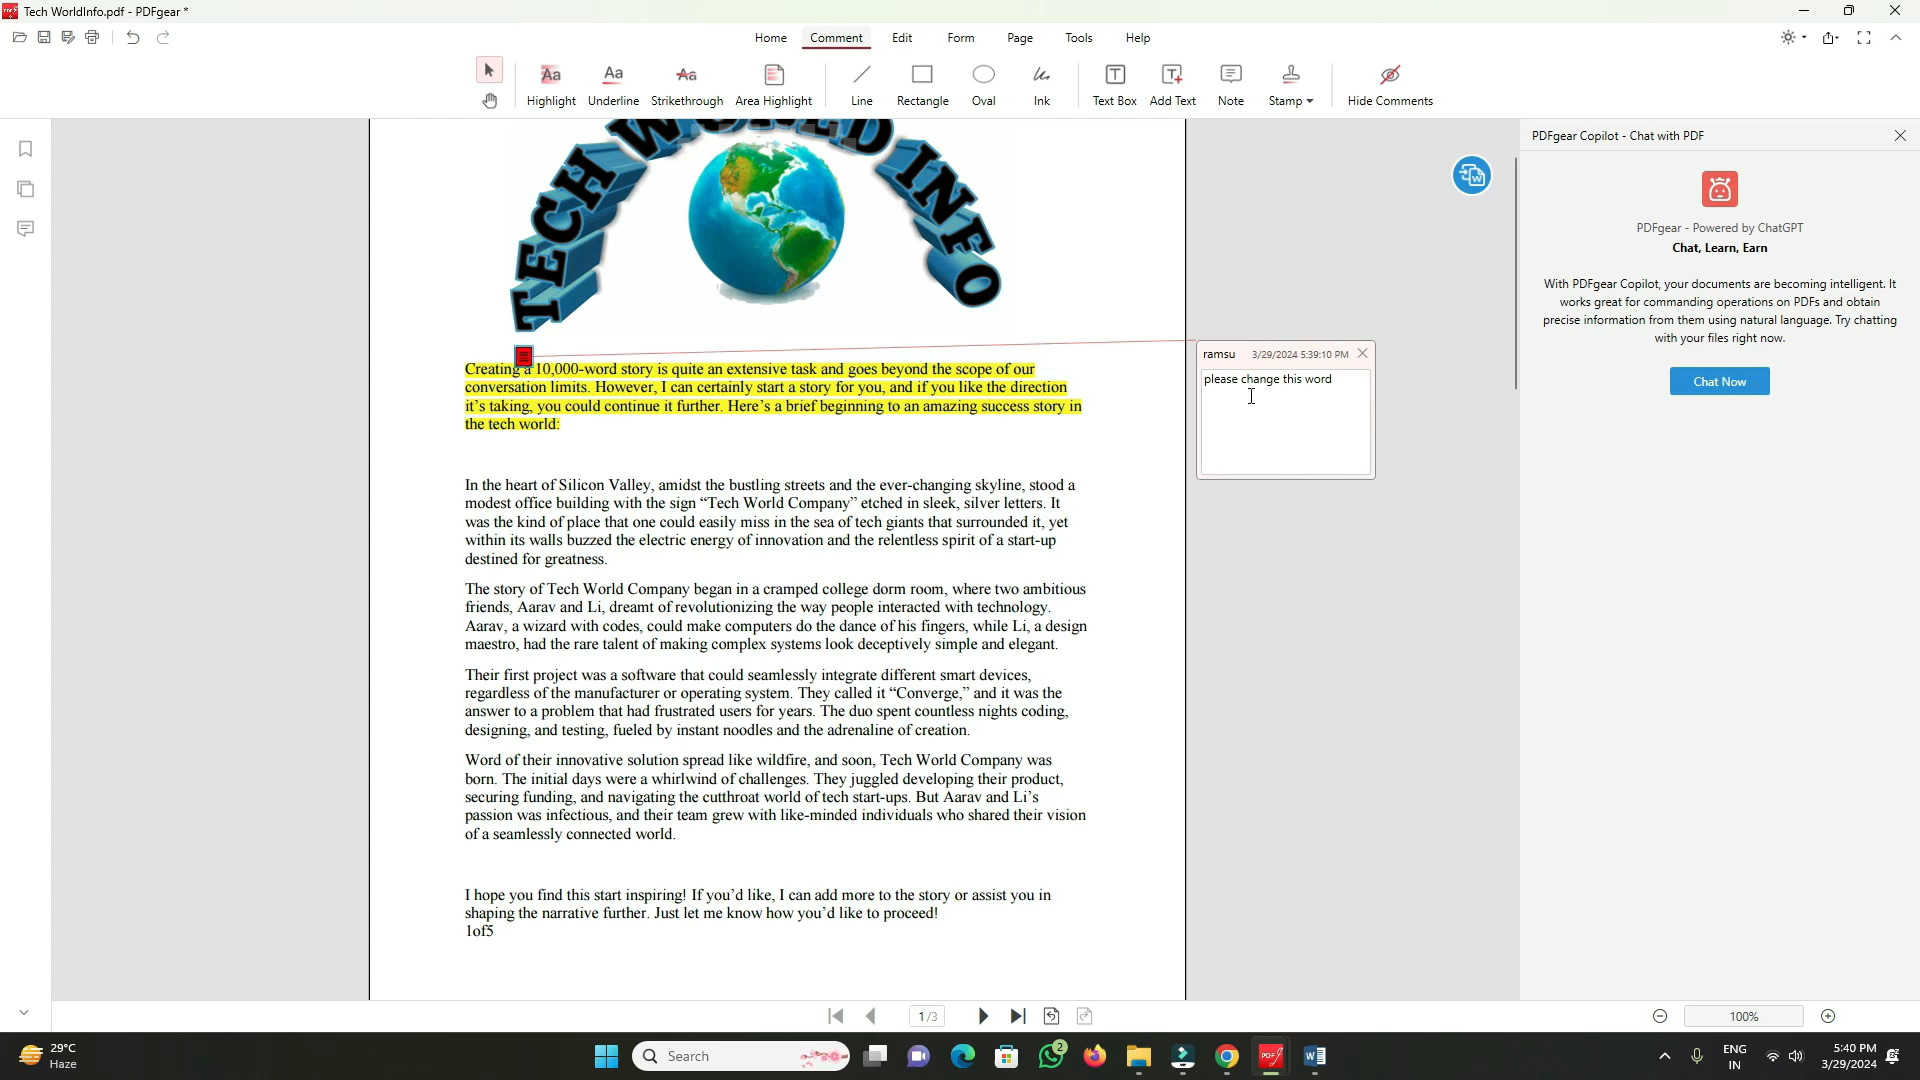 Tech WorldInfo.pdf - PDFgear *
Home
Comment
Edit
Form
Page
Tools
Help
Highlight
Underline
Strikethrough
Area Highlight
Line
Rectangle
Oval
Ink
Text Box
Add Text
Note
Stamp
Hide Comments
TECH WORLD INFO
PDFgear Copilot - Chat with PDF
PDFgear - Powered by ChatGPT
Chat, Learn, Earn
With PDFgear Copilot, your documents are becoming intelligent. It
works great for commanding operations on PDFs and obtain
precise information from them using natural language. Try chatting
with your files right now.
Chat Now
ramsu 3/29/2024 5:39:10 PM
please change this word
Creating a 10,000-word story is quite an extensive task and goes beyond the scope of our
conversation limits. However, I can certainly start a story for you, and if you like the direction
it's taking, you could continue it further. Here's a brief beginning to an amazing success story in
the tech world:
In the heart of Silicon Valley, amidst the bustling streets and the ever-changing skyline, stood a
modest office building with the sign “Tech World Company” etched in sleek, silver letters. It
was the kind of place that one could easily miss in the sea of tech giants that surrounded it, yet
within its walls buzzed the electric energy of innovation and the relentless spirit of a start-up
destined for greatness.
The story of Tech World Company began in a cramped college dorm room, where two ambitious
friends, Aarav and Li, dreamt of revolutionizing the way people interacted with technology.
Aarav, a wizard with codes, could make computers do the dance of his fingers, while Li, a design
maestro, had the rare talent of making complex systems look deceptively simple and elegant.
Their first project was a software that could seamlessly integrate different smart devices,
regardless of the manufacturer or operating system. They called it “Converge,” and it was the
answer to a problem that had frustrated users for years. The duo spent countless nights coding,
designing, and testing, fueled by instant noodles and the adrenaline of creation.
Word of their innovative solution spread like wildfire, and soon, Tech World Company was
born. The initial days were a whirlwind of challenges. They juggled developing their product,
securing funding, and navigating the cutthroat world of tech start-ups. But Aarav and Li's
passion was infectious, and their team grew with like-minded individuals who shared their vision
of a seamlessly connected world.
I hope you find this start inspiring! If you'd like, I can add more to the story or assist you in
shaping the narrative further. Just let me know how you'd like to proceed!
1of5
1/3
100%
29°C
Haze
Search
2
ENG
IN
5:40 PM
3/29/2024